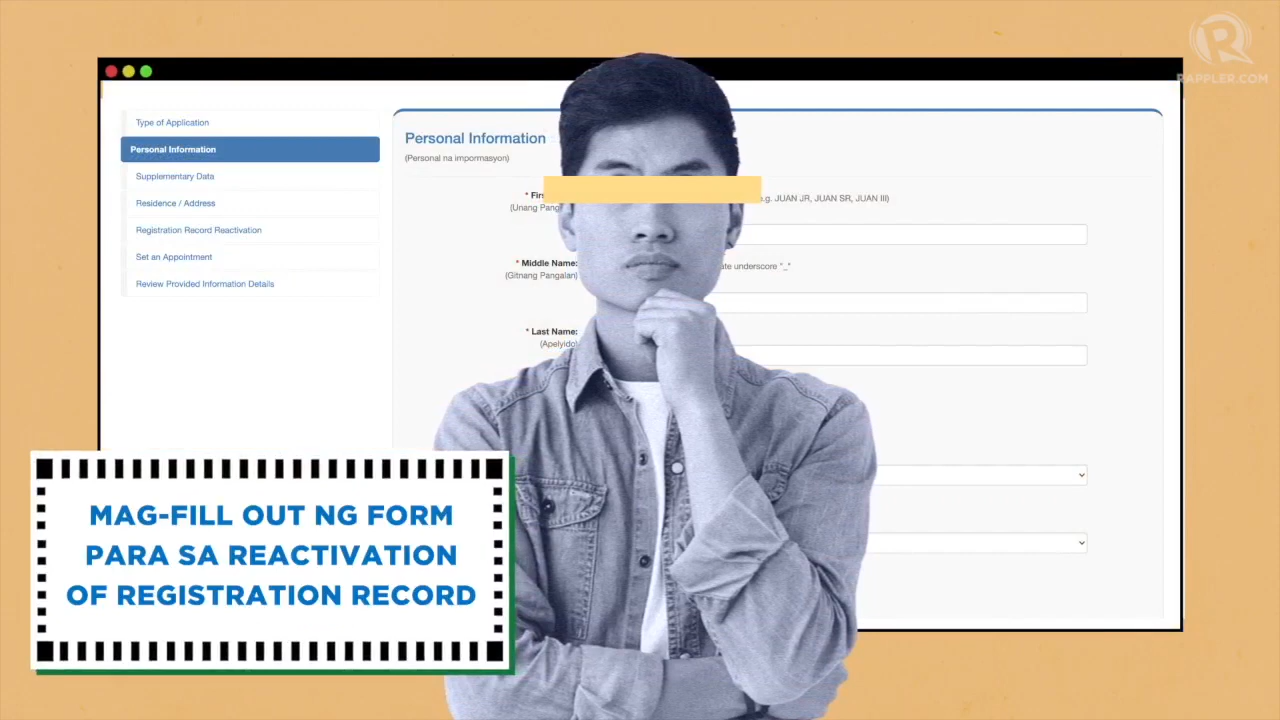 RAPPLER.COM
Type of Application
Personal Information
Supplementary Data
Residence / Address
Registration Record Reactivation
Set an Appointment
Review Provided Information Details
Personal Information
(Personal na impormasyon)
JUAN JR, JUAN SR, JUAN III)
(Unang
* Middle Name:
underscore "_"
(Gitnang Pangalan)
* Last Name:
(Apelyido)
MAG-FILL OUT NG FORM
PARA SA REACTIVATION
OF REGISTRATION RECORD